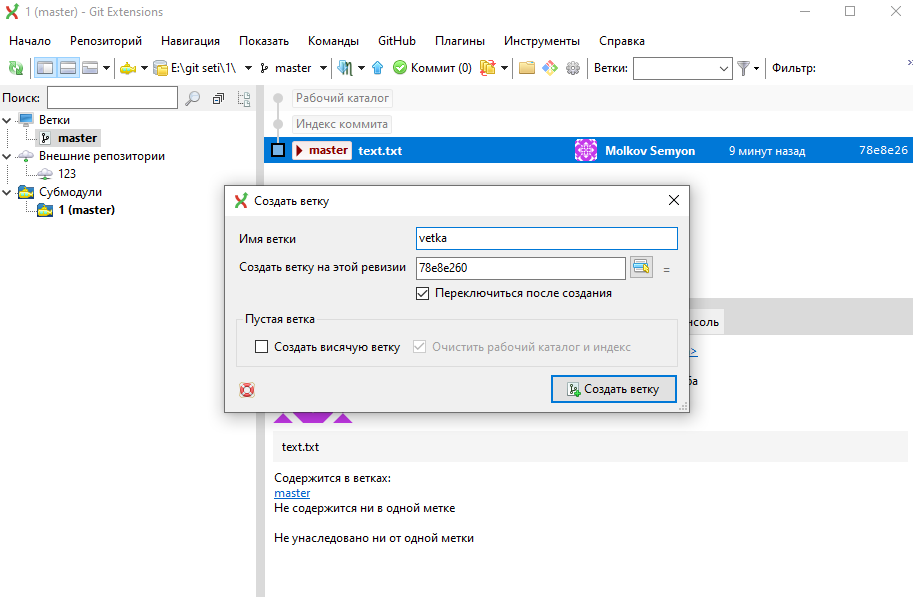 1 (master) - Git Extensions
Начало Репозиторий Навигация Показать Команды GitHub Плагины Инструменты Справка
E:\git seti\1\ master Коммит (0) Ветки: Фильтр:
Поиск:
Ветки
master
Внешние репозитории
123
Субмодули
1 (master)
Рабочий каталог
Индекс коммита
master text.txt Molkov Semyon 9 минут назад 78e8e26
Создать ветку
Имя ветки vetka
Создать ветку на этой ревизии 78e8e260 =
Переключиться после создания
Пустая ветка
Создать висячую ветку Очистить рабочий каталог и индекс
Создать ветку
text.txt
Содержится в ветках:
master
Не содержится ни в одной метке
Не унаследовано ни от одной метки